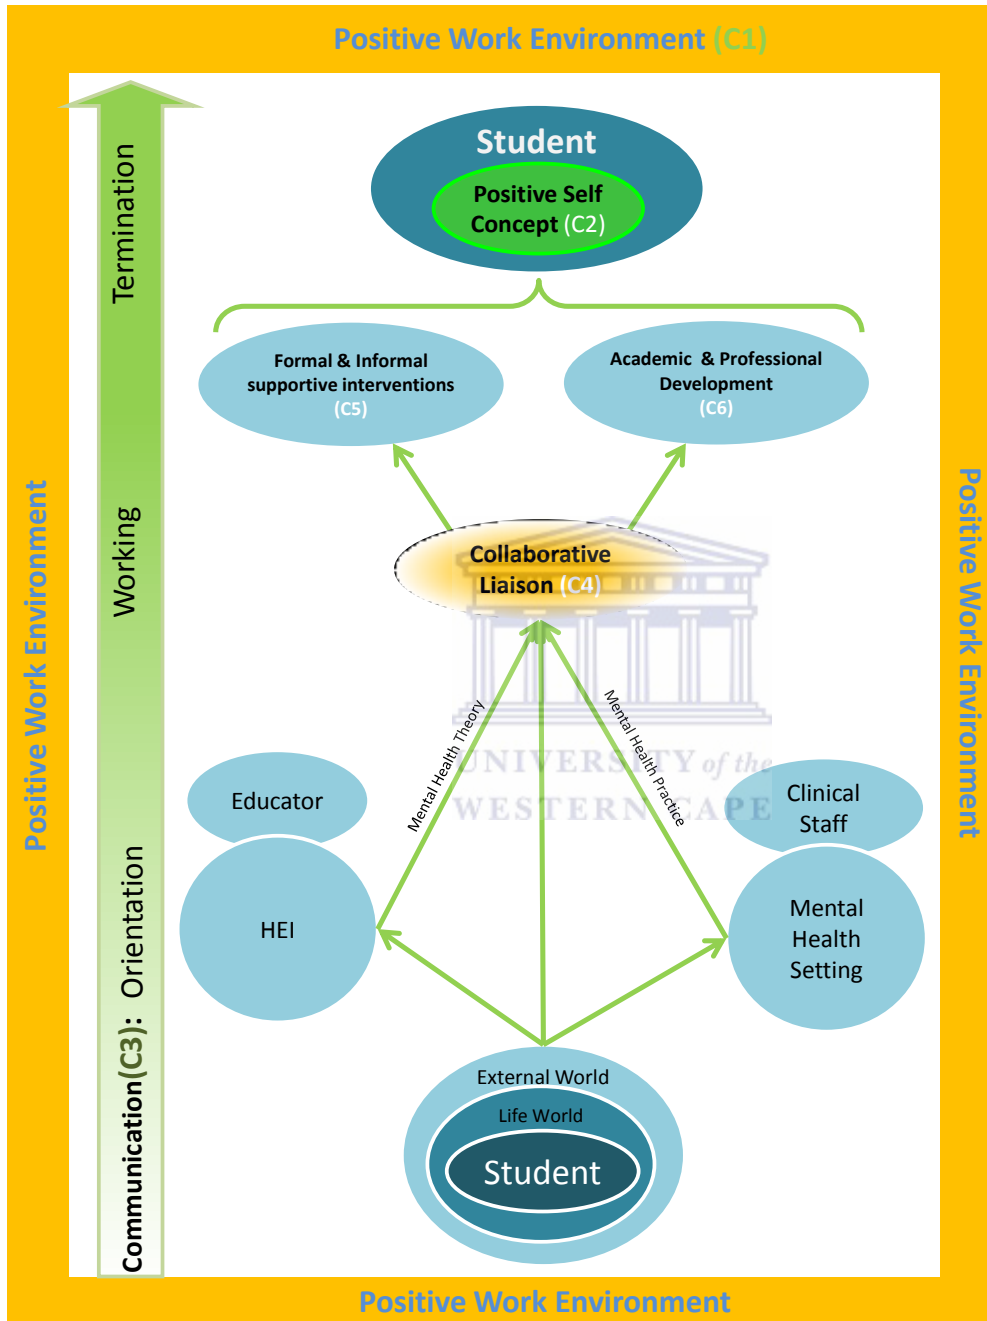 Positive Work Environment (C1)
Student
Positive Self
Concept (C2)
Formal & Informal
supportive interventions
(C5)
Academic & Professional
Development
(C6)
Collaborative
Liaison (C4)
Mental Health Theory
Mental Health Practice
UNIVERSITY of the
WESTERN CAPE
Educator
HEI
Clinical
Staff
Mental
Health
Setting
External World
Life World
Student
Communication(C3): Orientation
Working
Termination
Positive Work Environment
Positive Work Environment
Positive Work Environment